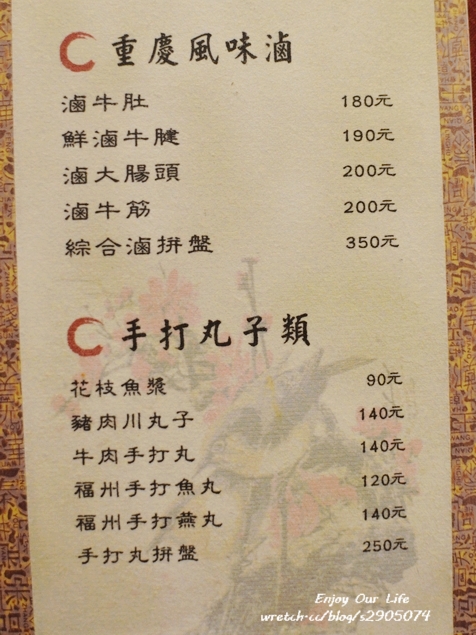 重慶風味滷
滷牛肚 180元
鮮滷牛腱 190元
滷大腸頭 200元
滷牛筋 200元
綜合滷拼盤 350元
手打丸子類
花枝魚漿 90元
豬肉川丸子 140元
牛肉手打丸 140元
福州手打魚丸 120元
福州手打燕丸 140元
手打丸拼盤 250元
Enjoy Our Life
wretch.cc/blog/s2905074